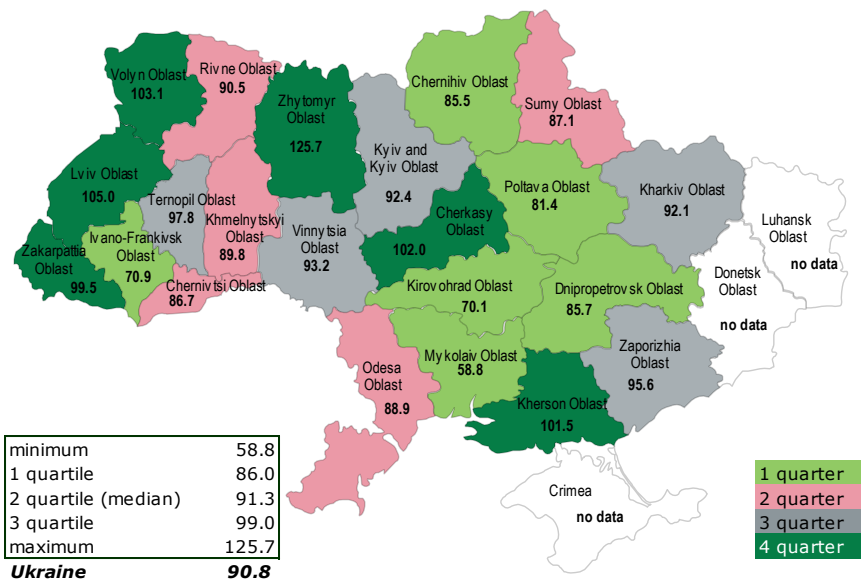 Volyn Oblast
103.1
Rivne Oblast
90.5
Zhytomyr
Oblast
125.7
Chernihiv Oblast
85.5
Sumy Oblast
87.1
Kyiv and
Kyiv Oblast
92.4
Lviv Oblast
105.0
Ternopil Oblast
97.8
Khmelnytskyi
Oblast
89.8
Vinnytsia
Oblast
93.2
Cherkasy
Oblast
102.0
Poltava Oblast
81.4
Kharkiv Oblast
92.1
Luhansk
Oblast
no data
Zakarpattia
Oblast
99.5
Ivano-Frankivsk
Oblast
70.9
Chernivtsi Oblast
86.7
Kirovohrad Oblast
70.1
Dnipropetrovsk Oblast
85.7
Donetsk
Oblast
no data
Odesa
Oblast
88.9
Mykolaiv Oblast
58.8
Zaporizhia
Oblast
95.6
Kherson Oblast
101.5
Crimea
no data
minimum 58.8
1 quartile 86.0
2 quartile (median) 91.3
3 quartile 99.0
maximum 125.7
Ukraine 90.8
1 quarter
2 quarter
3 quarter
4 quarter